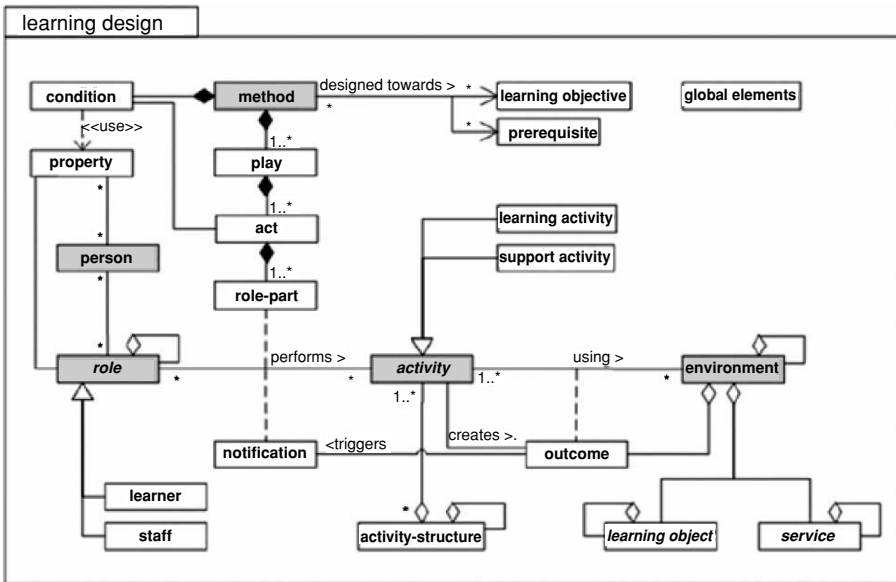 learning design
condition
method
designed towards >
*
*
learning objective
global elements
<<use>>
*
prerequisite
1..*
property
play
*
1..*
act
learning activity
*
person
support activity
*
1..*
role-part
*
performs >
using >
role
activity
environment
*
*
1..*
1..*
*
creates >.
notification
<triggers
outcome
learner
*
staff
activity-structure
learning object
service